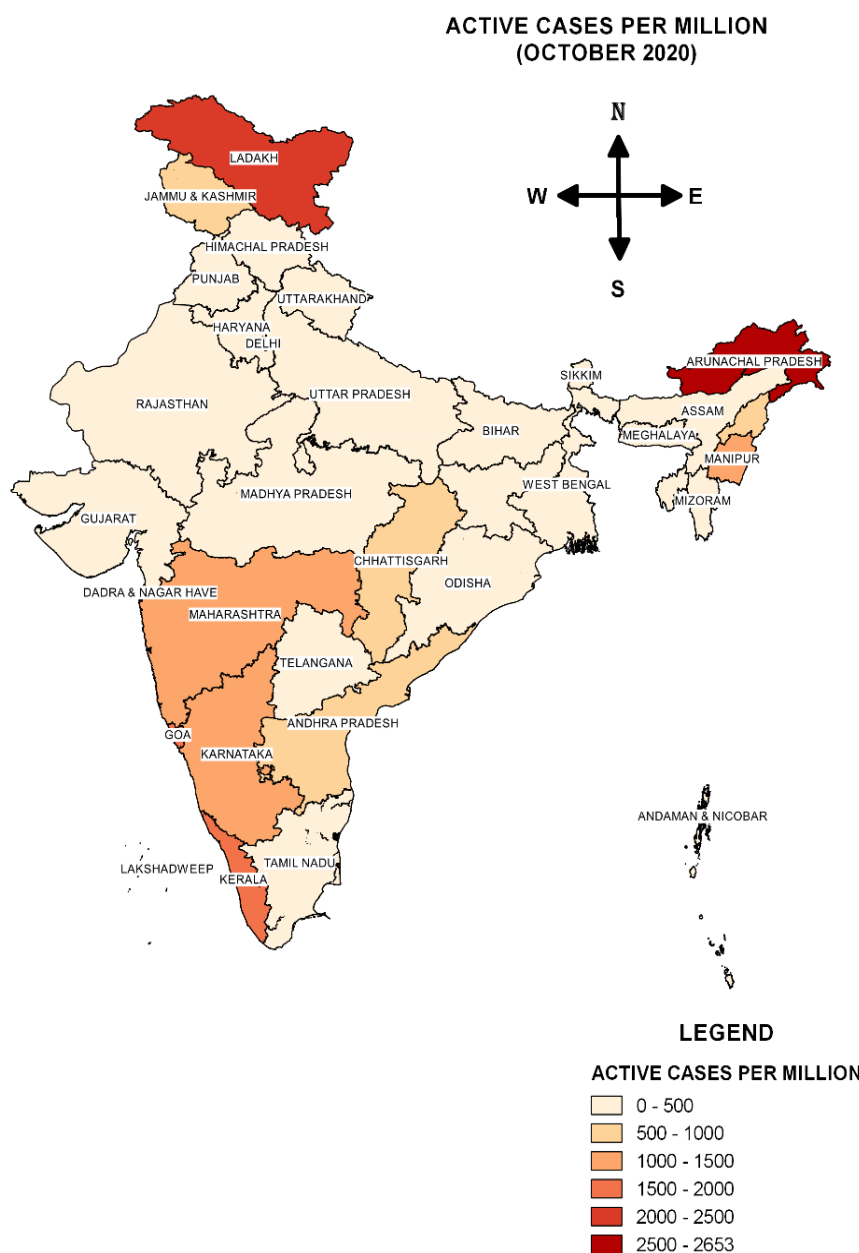 ACTIVE CASES PER MILLION
(OCTOBER 2020)
N
W
E
S
LADAKH
JAMMU & KASHMIR
HIMACHAL PRADESH
PUNJAB
UTTARAKHAND
HARYANA
DELHI
ARUNACHAL PRADESH
SIKKIM
UTTAR PRADESH
RAJASTHAN
ASSAM
BIHAR
MEGHALAYA
MANIPUR
WEST BENGAL
MADHYA PRADESH
MIZORAM
GUJARAT
CHHATTISGARH
ODISHA
DADRA & NAGAR HAVE
MAHARASHTRA
TELANGANA
ANDHRA PRADESH
GOA
KARNATAKA
ANDAMAN & NICOBAR
LAKSHADWEEP
TAMIL NADU
KERALA
LEGEND
ACTIVE CASES PER MILLION
0 - 500
500 - 1000
1000 - 1500
1500 - 2000
2000 - 2500
2500 - 2653